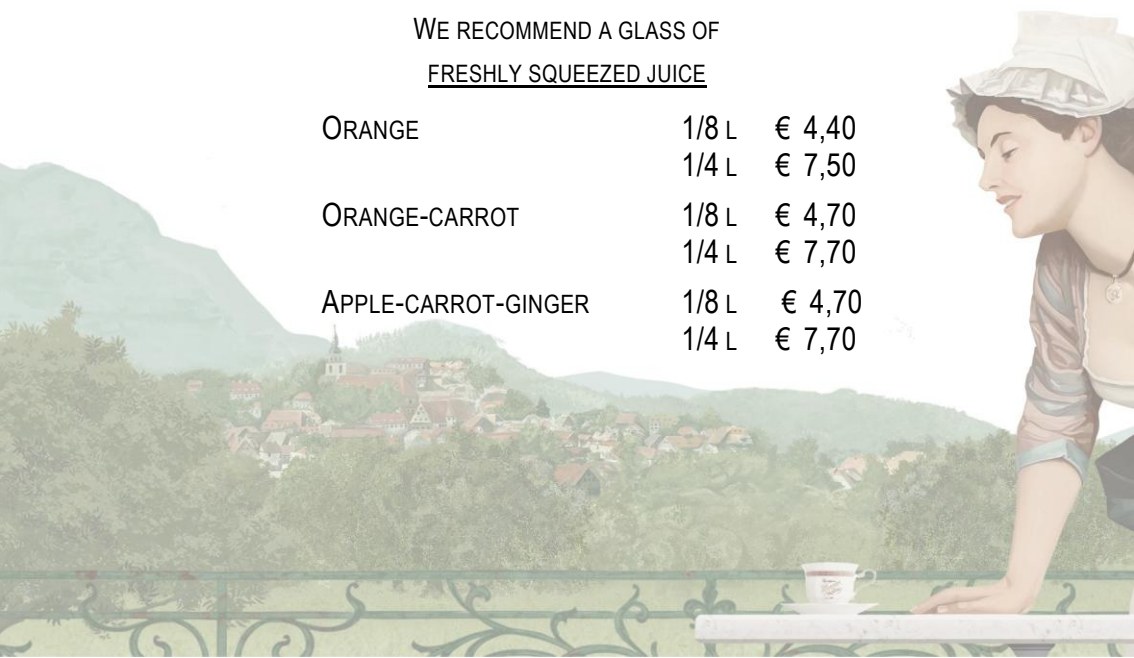 WE RECOMMEND A GLASS OF
FRESHLY SQUEEZED JUICE
ORANGE 1/8 L € 4,40
1/4 L € 7,50
ORANGE-CARROT 1/8 L € 4,70
1/4 L € 7,70
APPLE-CARROT-GINGER 1/8 L € 4,70
1/4 L € 7,70